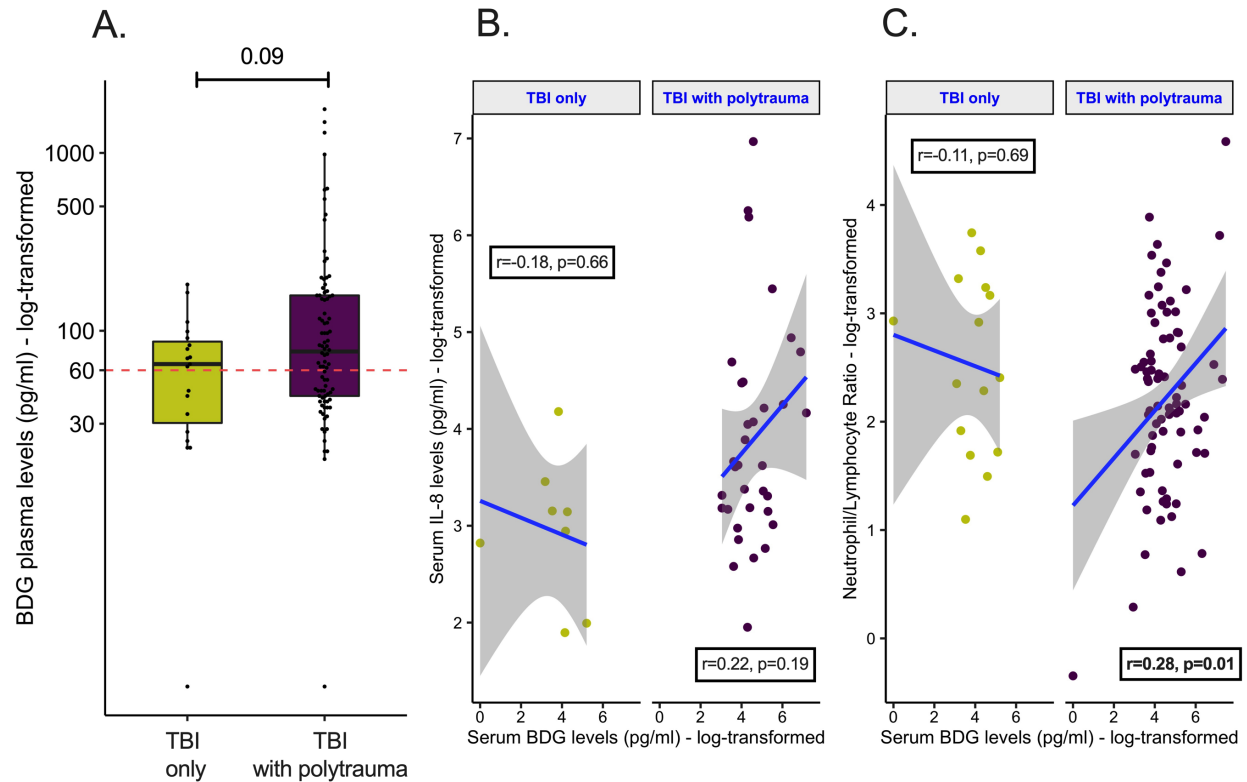 A.
0.09
BDG plasma levels (pg/ml) - log-transformed
1000
500
100
60
30
TBI
only
TBI
with polytrauma
B.
TBI only
TBI with polytrauma
Serum IL-8 levels (pg/ml) - log-transformed
7
6
5
4
3
2
r=-0.18, p=0.66
r=0.22, p=0.19
0 2 4 6
0 2 4 6
Serum BDG levels (pg/ml) - log-transformed
C.
TBI only
TBI with polytrauma
Neutrophil/Lymphocyte Ratio - log-transformed
4
3
2
1
0
r=-0.11, p=0.69
r=0.28, p=0.01
0 2 4 6
0 2 4 6
Serum BDG levels (pg/ml) - log-transformed